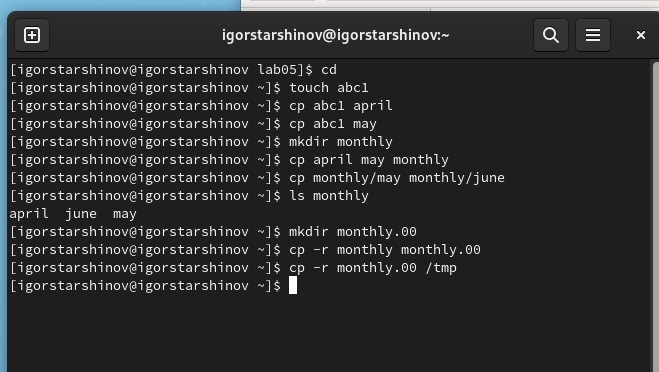 igorstarshinov@igorstarshinov:~
[igorstarshinov@igorstarshinov lab05]$ cd
[igorstarshinov@igorstarshinov ~]$ touch abc1
[igorstarshinov@igorstarshinov ~]$ cp abc1 april
[igorstarshinov@igorstarshinov ~]$ cp abc1 may
[igorstarshinov@igorstarshinov ~]$ mkdir monthly
[igorstarshinov@igorstarshinov ~]$ cp april may monthly
[igorstarshinov@igorstarshinov ~]$ cp monthly/may monthly/june
[igorstarshinov@igorstarshinov ~]$ ls monthly
april  june  may
[igorstarshinov@igorstarshinov ~]$ mkdir monthly.00
[igorstarshinov@igorstarshinov ~]$ cp -r monthly monthly.00
[igorstarshinov@igorstarshinov ~]$ cp -r monthly.00 /tmp
[igorstarshinov@igorstarshinov ~]$